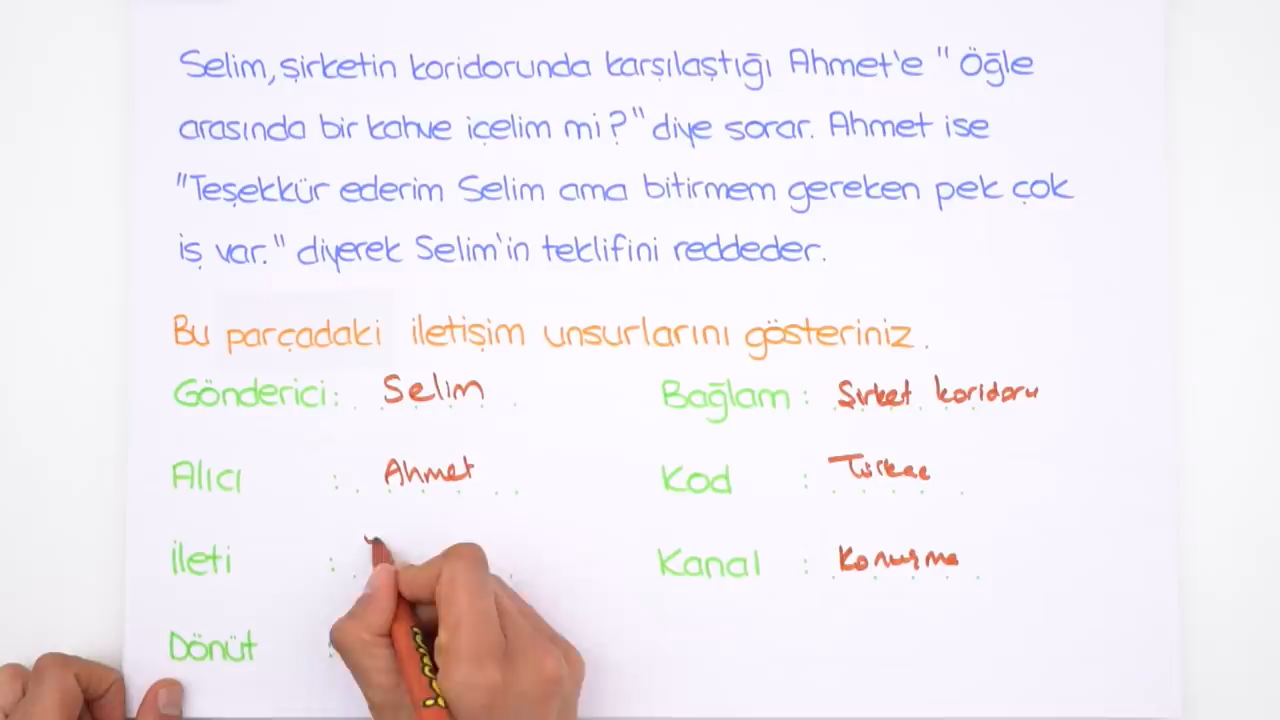 Selim, şirketin koridorunda karşılaştığı Ahmet'e "Öğle
arasında bir kahve içelim mi?" diye sorar. Ahmet ise
"Teşekkür ederim Selim ama bitirmem gereken pek çok
iş var." diyerek Selim'in teklifini reddeder.
Bu parçadaki iletişim unsurlarını gösteriniz.
Gönderici: Selim
Bağlam: Şirket koridoru
Alıcı : Ahmet
Kod : Türkçe
İleti :
Kanal : Konuşma
Dönüt :